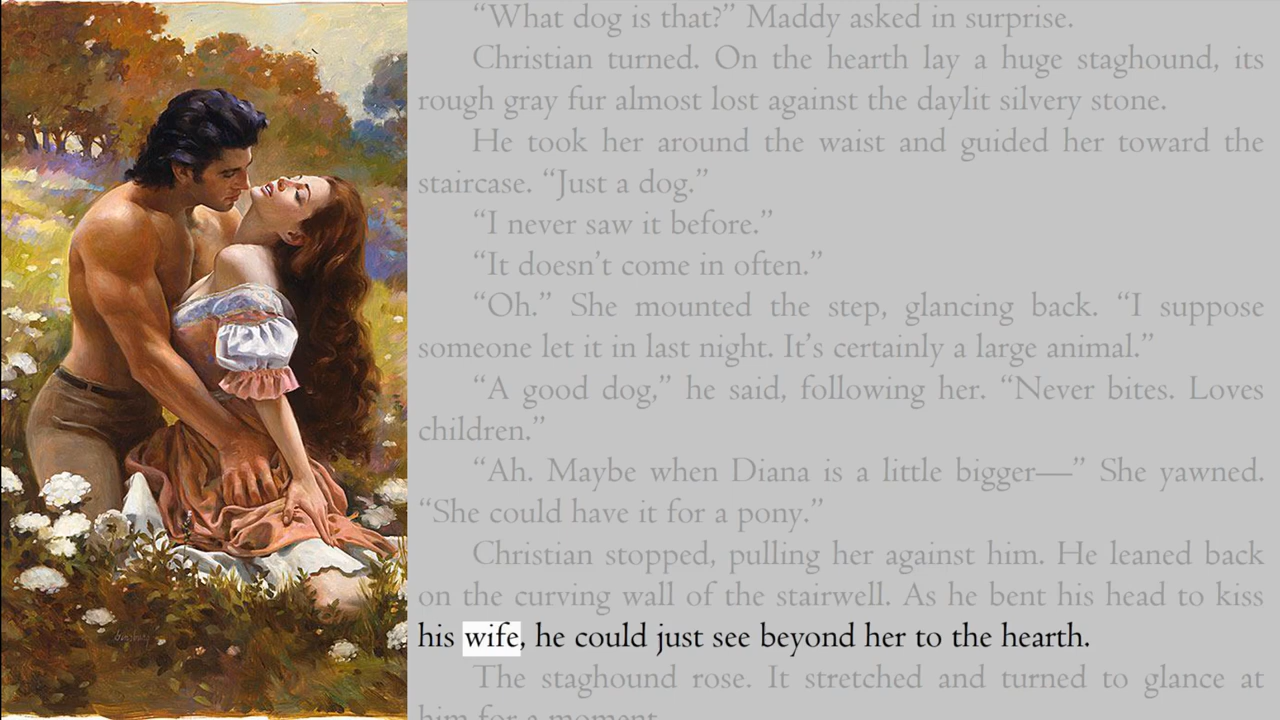 “What dog is that?” Maddy asked in surprise.
Christian turned. On the hearth lay a huge staghound, its
rough gray fur almost lost against the daylit silvery stone.
He took her around the waist and guided her toward the
staircase. “Just a dog.”
“I never saw it before.”
“It doesn’t come in often.”
“Oh.” She mounted the step, glancing back. “I suppose
someone let it in last night. It’s certainly a large animal.”
“A good dog,” he said, following her. “Never bites. Loves
children.”
“Ah. Maybe when Diana is a little bigger—” She yawned.
“She could have it for a pony.”
Christian stopped, pulling her against him. He leaned back
on the curving wall of the stairwell. As he bent his head to kiss
his wife, he could just see beyond her to the hearth.
The staghound rose. It stretched and turned to glance at
him for a moment